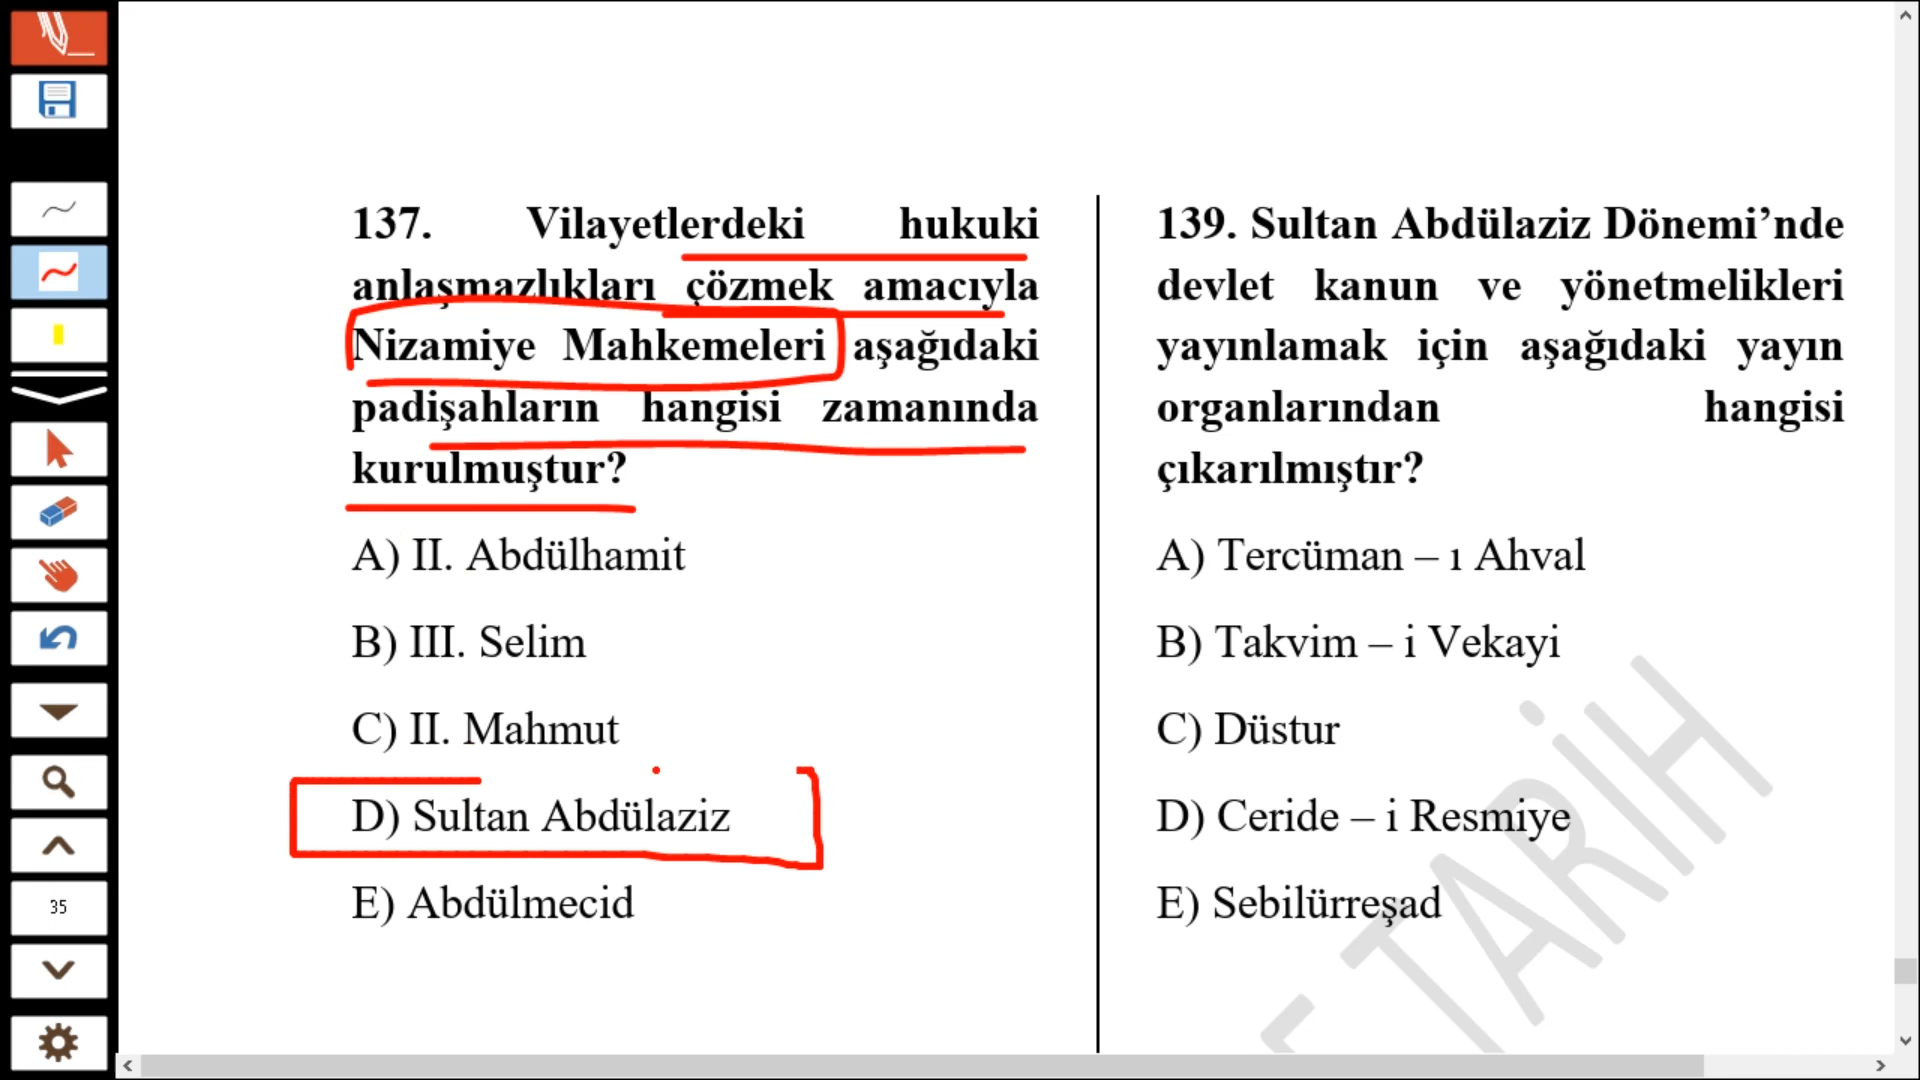 137. Vilayetlerdeki hukuki
anlaşmazlıkları çözmek amacıyla
Nizamiye Mahkemeleri aşağıdaki
padişahların hangisi zamanında
kurulmuştur?
A) II. Abdülhamit
B) III. Selim
C) II. Mahmut
D) Sultan Abdülaziz
E) Abdülmecid
139. Sultan Abdülaziz Dönemi’nde
devlet kanun ve yönetmelikleri
yayınlamak için aşağıdaki yayın
organlarından hangisi
çıkarılmıştır?
A) Tercüman – ı Ahval
B) Takvim – i Vekayi
C) Düstur
D) Ceride – i Resmiye
E) Sebilürreşad
TARİH
35